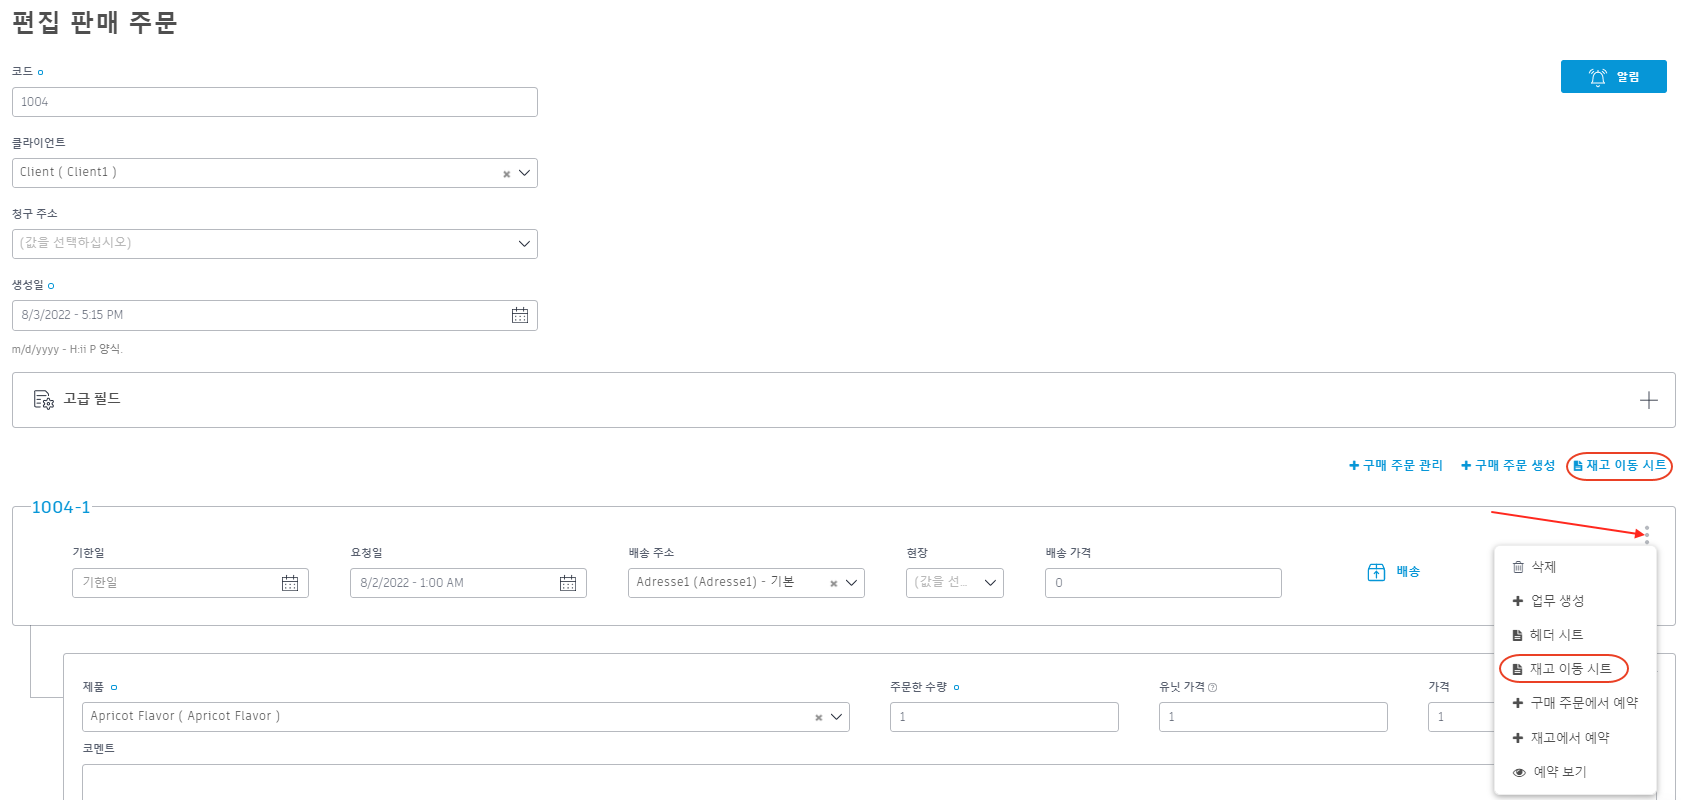 편집 판매 주문
코드
알림
1004
클라이언트
Client ( Client1 )
청구 주소
(값을 선택하십시오)
생성일
8/3/2022 - 5:15 PM
m/d/yyyy - H:ii P 양식.
고급 필드
구매 주문 관리 구매 주문 생성 재고 이동 시트
1004-1
기한일 요청일 배송 주소 현장 배송 가격
기한일 8/2/2022 - 1:00 AM Adresse1 (Adresse1) - 기본 (값을 선... 0 배송
삭제
업무 생성
헤더 시트
재고 이동 시트
구매 주문에서 예약
재고에서 예약
예약 보기
제품 주문한 수량 유닛 가격 가격
Apricot Flavor ( Apricot Flavor ) 1 1 1
코멘트